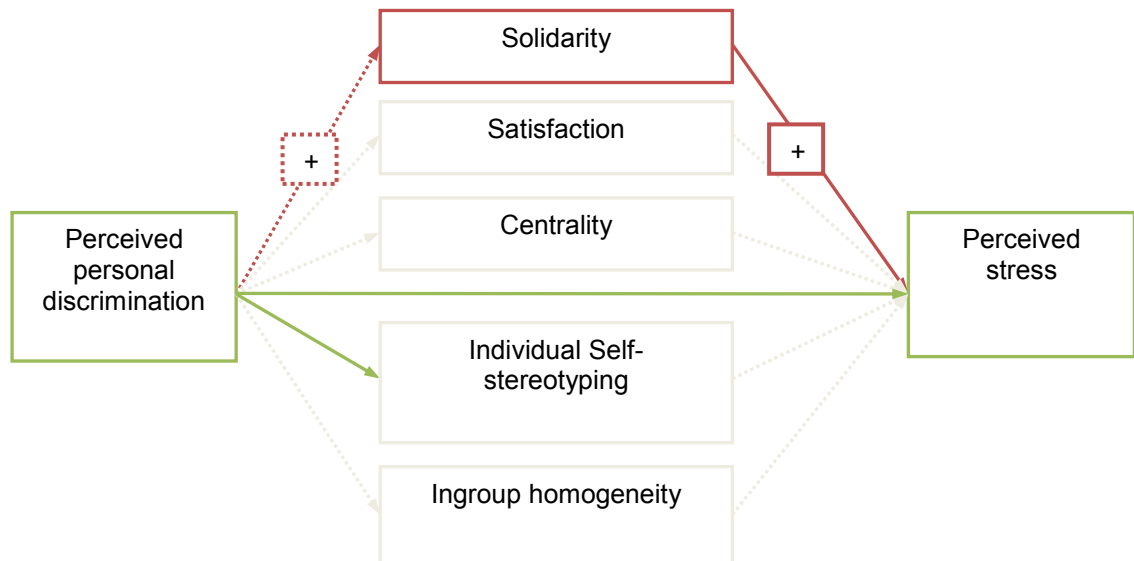 Solidarity
+
Satisfaction
+
Centrality
Perceived
personal
discrimination
Perceived
stress
Individual Self-
stereotyping
Ingroup homogeneity